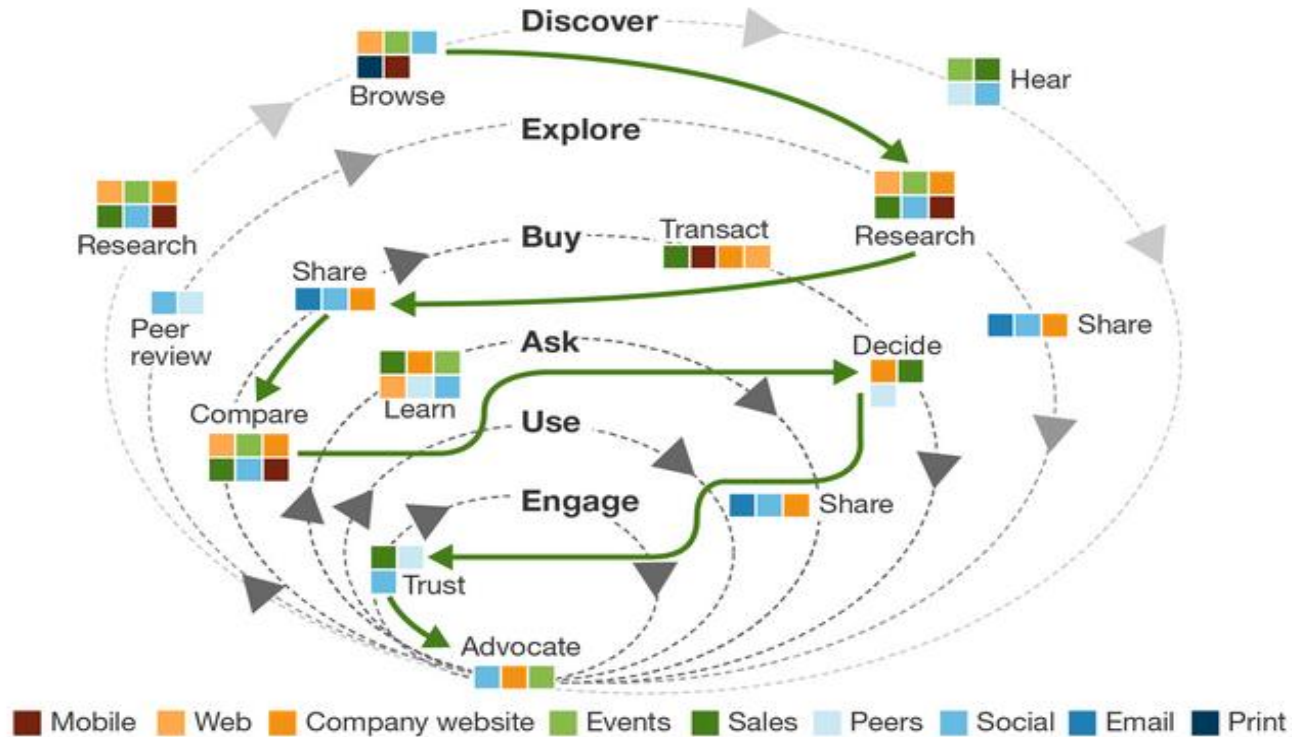 Discover
Hear
Browse
Explore
Research
Research
Transact
Buy
Share
Peer
review
Share
Ask
Decide
Learn
Compare
Use
Engage
Share
Trust
Advocate
Mobile Web Company website Events Sales Peers Social Email Print